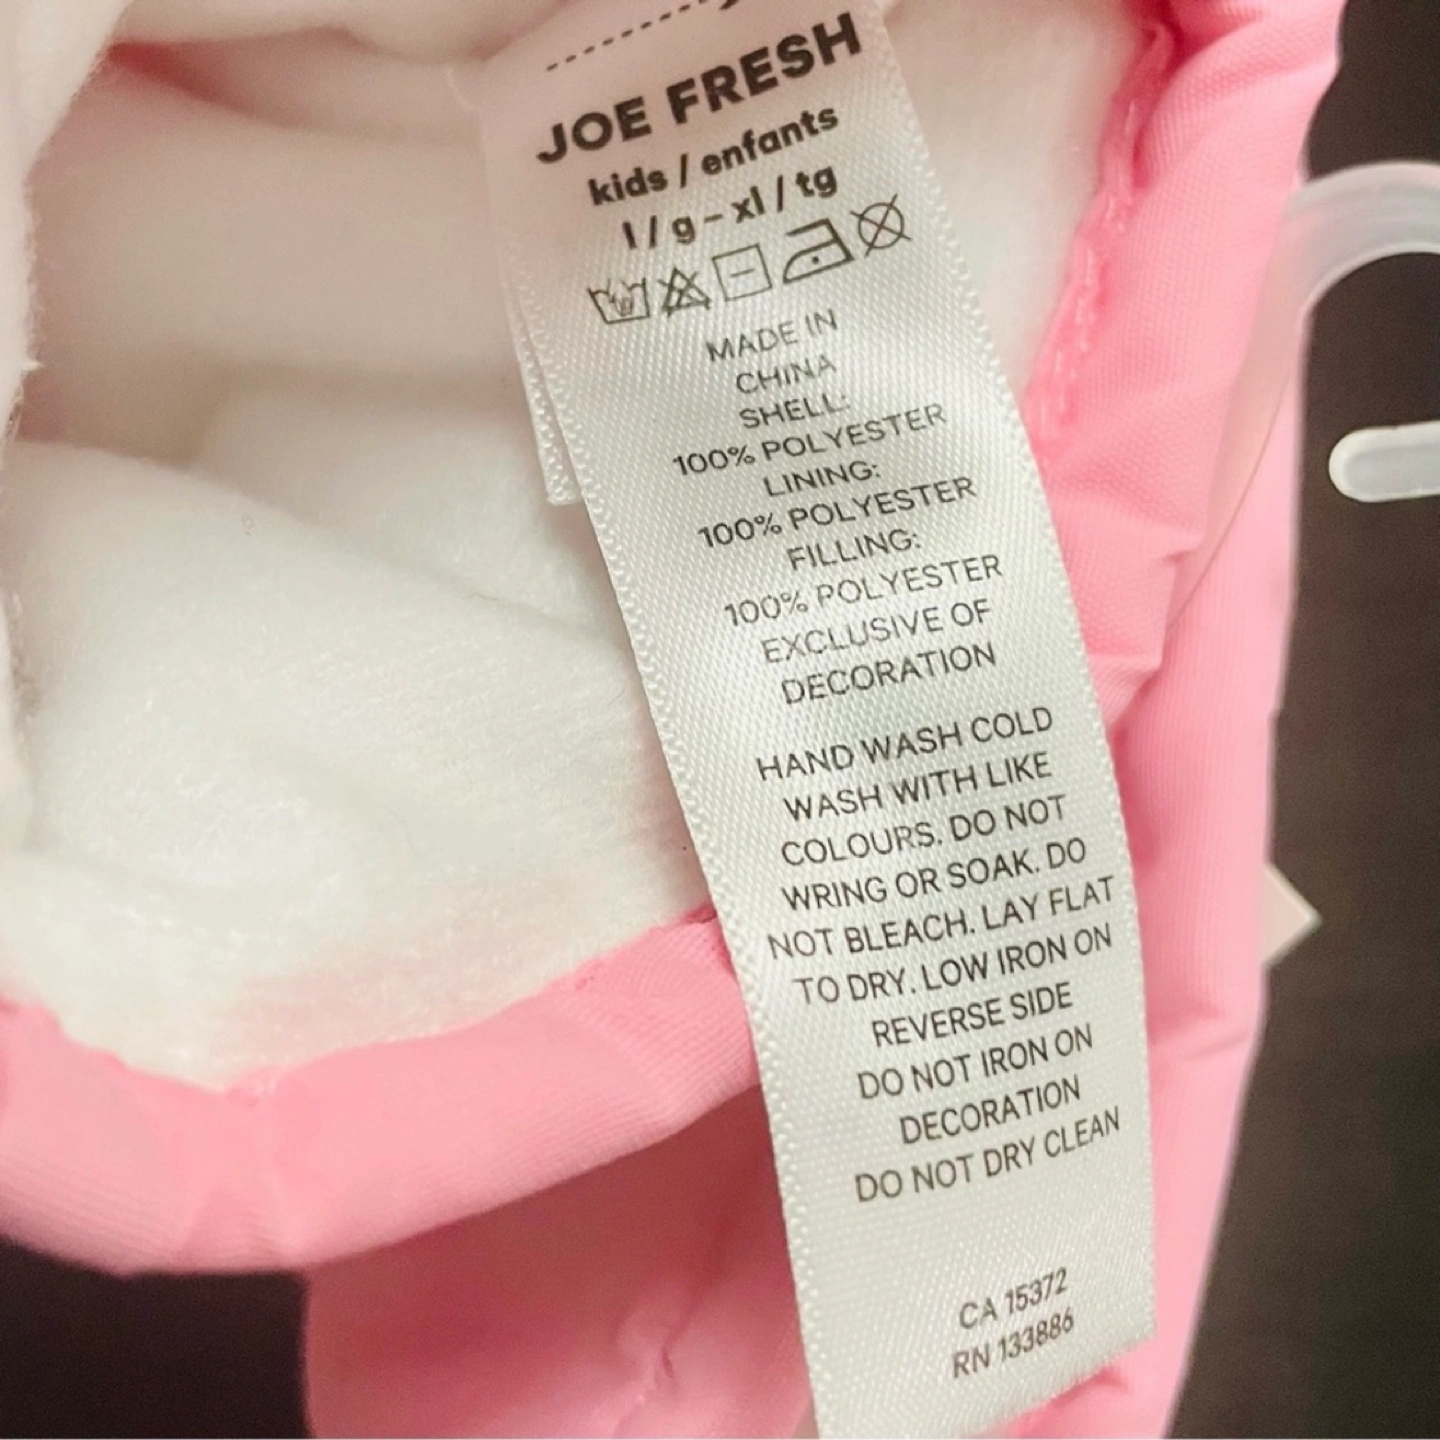 JOE FRESH
kids / enfants
l / g – xl / tg
MADE IN
CHINA
SHELL:
100% POLYESTER
LINING:
100% POLYESTER
FILLING:
100% POLYESTER
EXCLUSIVE OF
DECORATION
HAND WASH COLD
WASH WITH LIKE
COLOURS. DO NOT
WRING OR SOAK. DO
NOT BLEACH. LAY FLAT
TO DRY. LOW IRON ON
REVERSE SIDE
DO NOT IRON ON
DECORATION
DO NOT DRY CLEAN
CA 15372
RN 133886